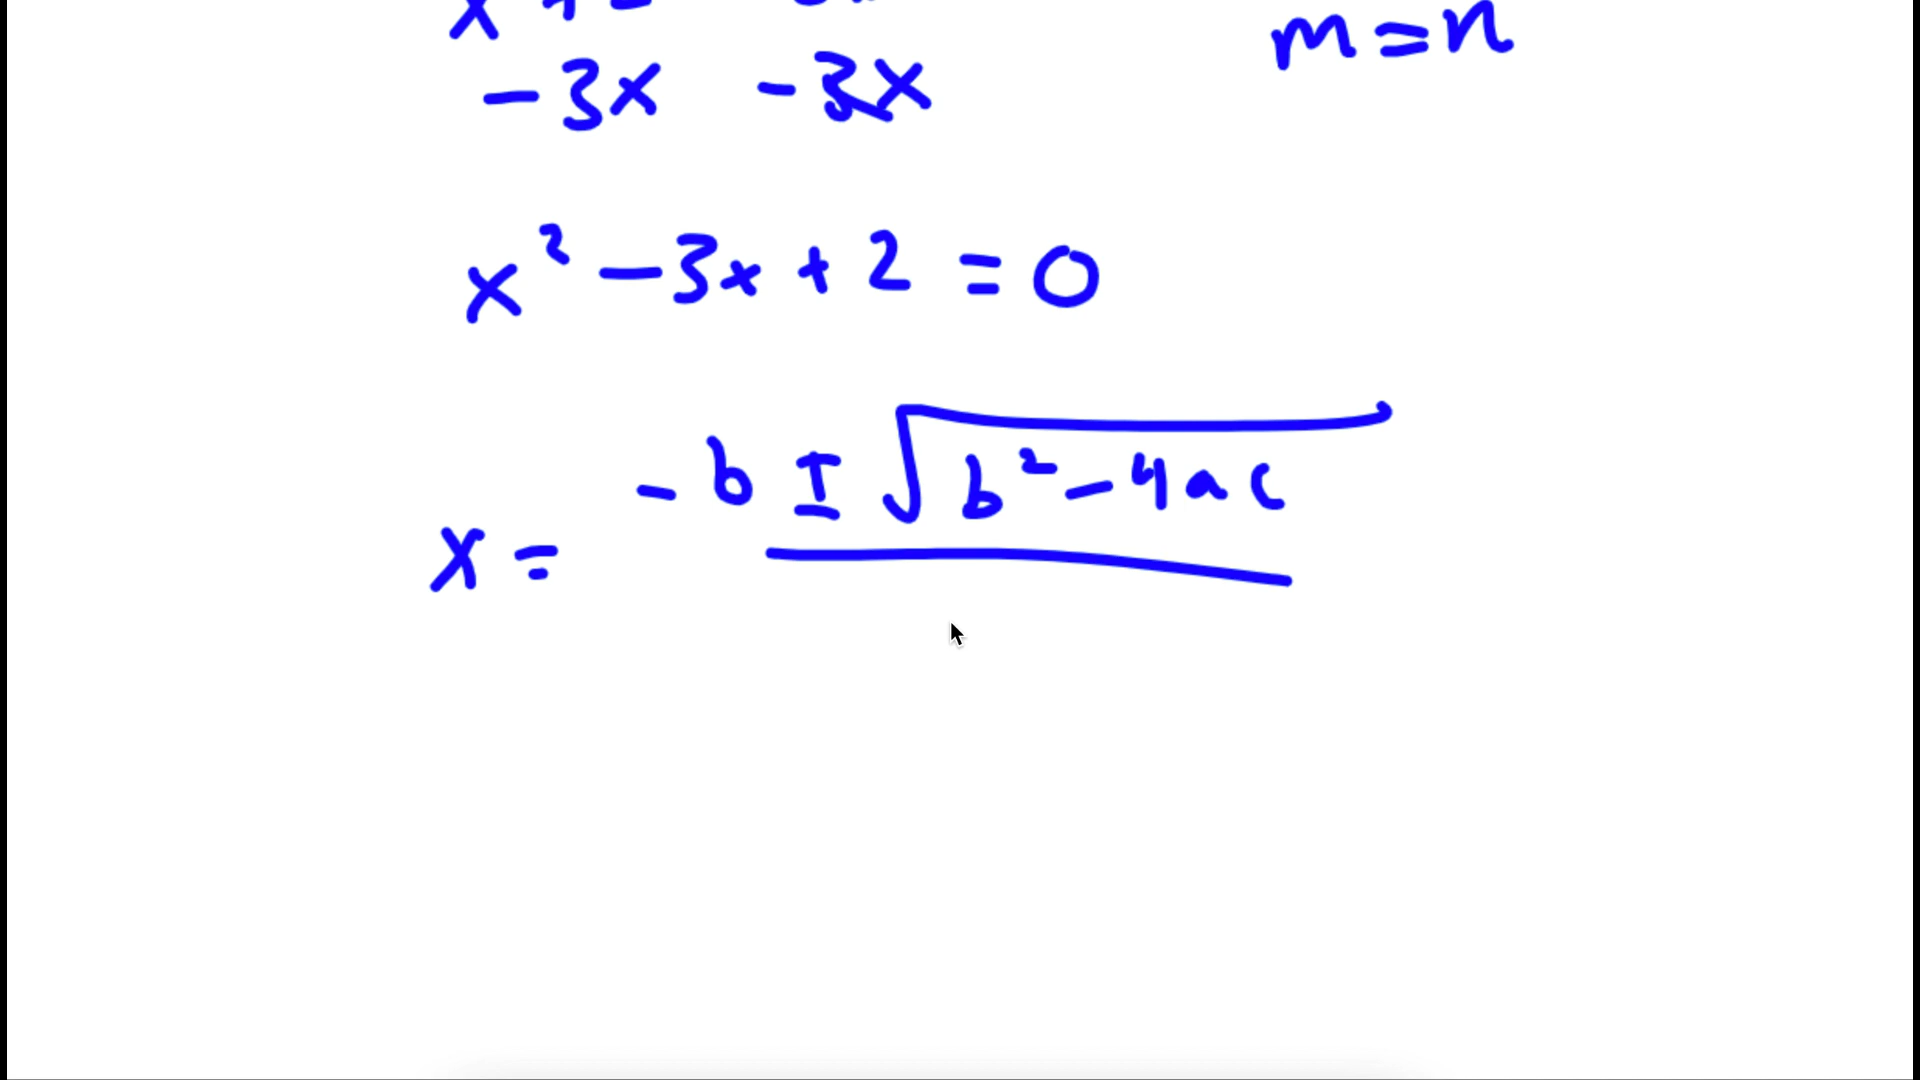 m = n
- 3x - 3x
x² - 3x + 2 = 0
x = - b ± √b² - 4ac